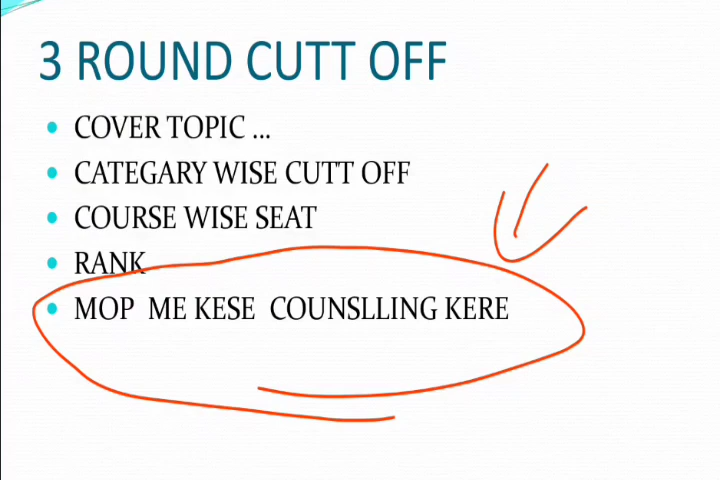 3 ROUND CUTT OFF
• COVER TOPIC ...
• CATEGARY WISE CUTT OFF
• COURSE WISE SEAT
• RANK
• MOP ME KESE COUNSLLING KERE